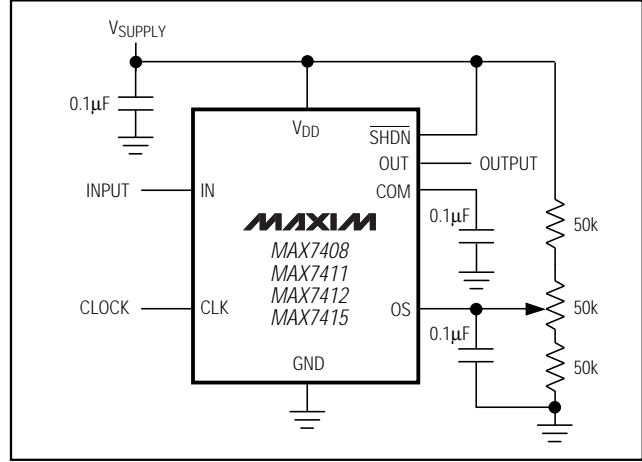 VSUPPLY
0.1μF
VDD
SHDN
OUT
OUTPUT
INPUT
IN
COM
MAXIM
0.1μF
50k
MAX7408
MAX7411
MAX7412
MAX7415
CLOCK
CLK
OS
50k
0.1μF
GND
50k